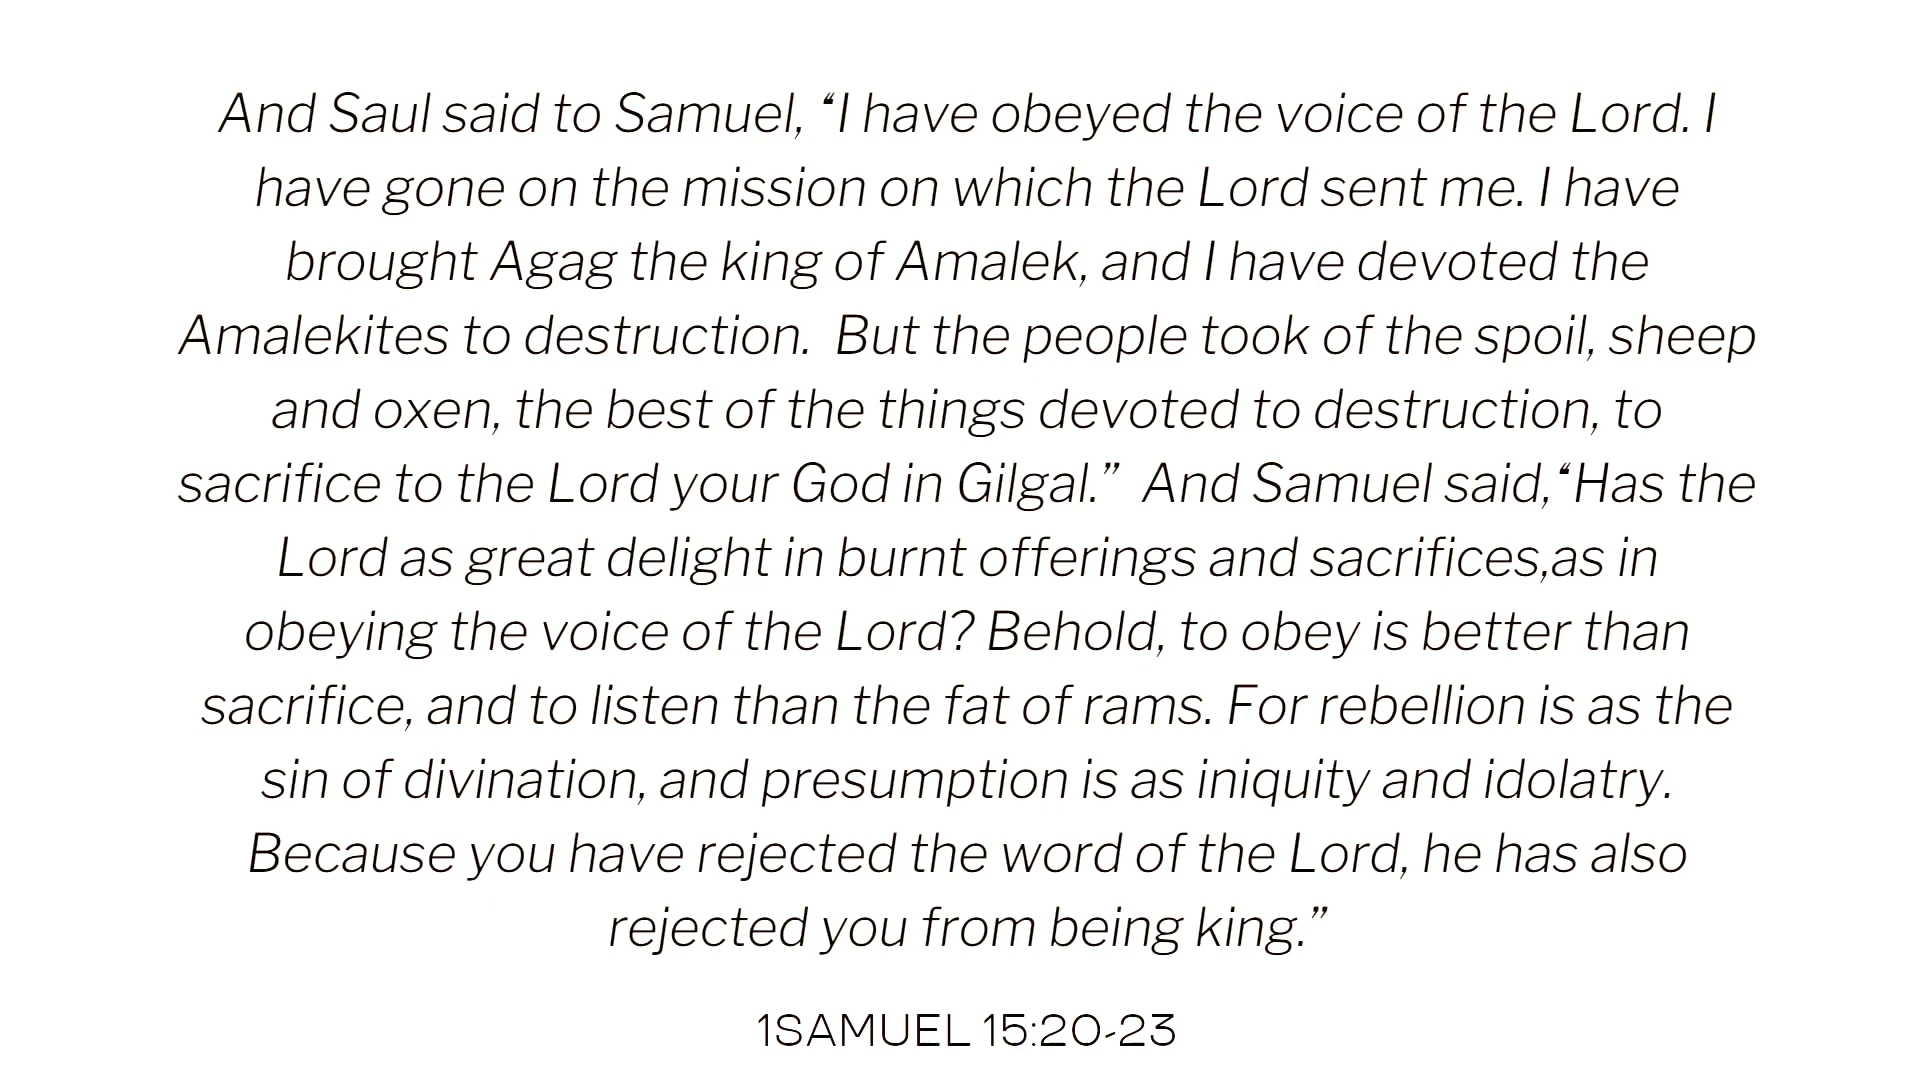 And Saul said to Samuel, “I have obeyed the voice of the Lord. I
have gone on the mission on which the Lord sent me. I have
brought Agag the king of Amalek, and I have devoted the
Amalekites to destruction.  But the people took of the spoil, sheep
and oxen, the best of the things devoted to destruction, to
sacrifice to the Lord your God in Gilgal.”  And Samuel said,“Has the
Lord as great delight in burnt offerings and sacrifices,as in
obeying the voice of the Lord? Behold, to obey is better than
sacrifice, and to listen than the fat of rams. For rebellion is as the
sin of divination, and presumption is as iniquity and idolatry.
Because you have rejected the word of the Lord, he has also
rejected you from being king.”
1SAMUEL 15:20-23